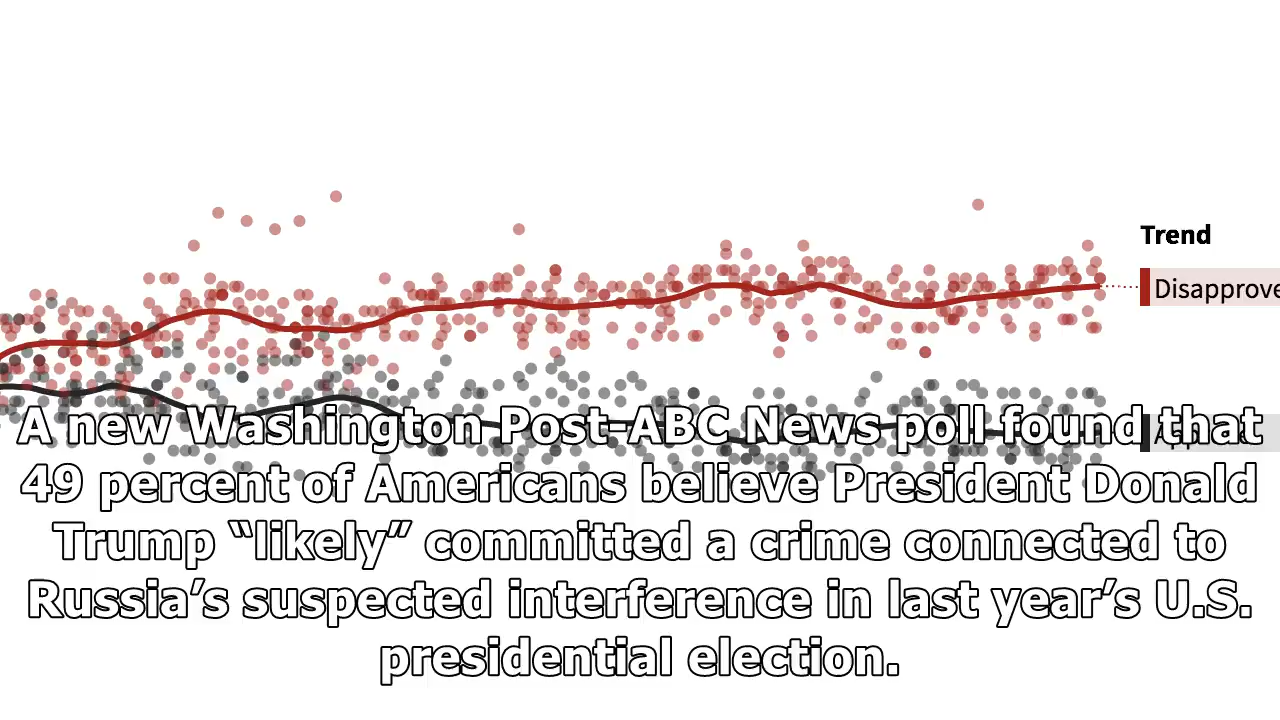 Trend
Disapprove
A new Washington Post-ABC News poll found that
49 percent of Americans believe President Donald
Trump “likely” committed a crime connected to
Russia’s suspected interference in last year’s U.S.
presidential election.